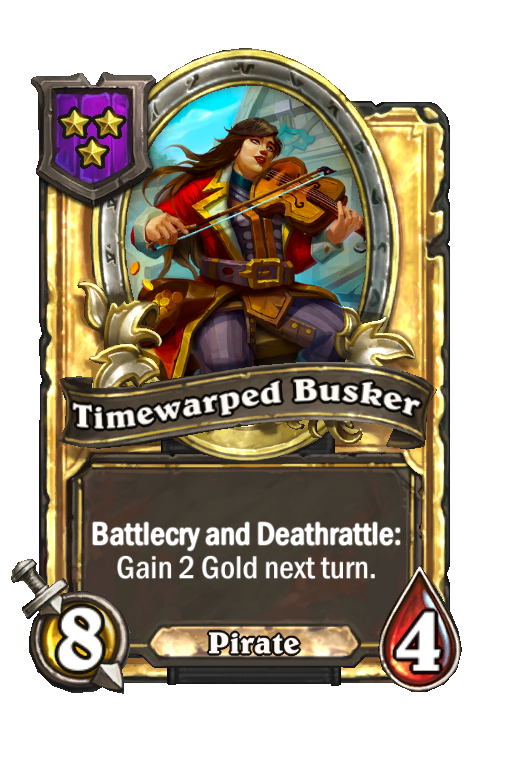 Timewarped Busker
Battlecry and Deathrattle:
Gain 2 Gold next turn.
8
Pirate
4